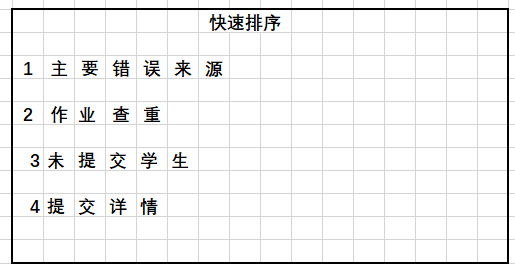 快速排序
1 主要错误来源
2 作业查重
3 未提交学生
4 提交详情